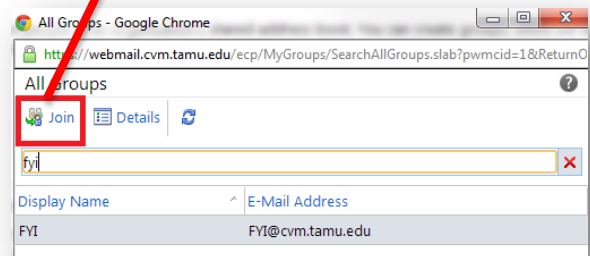 All Groups - Google Chrome
https://webmail.cvm.tamu.edu/ecp/MyGroups/SearchAllGroups.slab?pwmcid=1&ReturnO
All Groups
Join Details
fyi
Display Name E-Mail Address
FYI FYI@cvm.tamu.edu